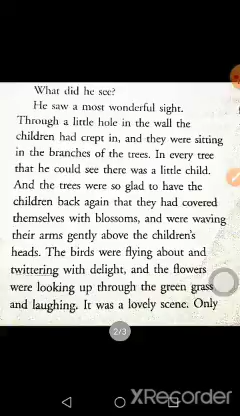 What did he see?
He saw a most wonderful sight.
Through a little hole in the wall the
children had crept in, and they were sitting
in the branches of the trees. In every tree
that he could see there was a little child.
And the trees were so glad to have the
children back again that they had covered
themselves with blossoms, and were waving
their arms gently above the children's
heads. The birds were flying about and
twittering with delight, and the flowers
were looking up through the green grass
and laughing. It was a lovely scene. Only
2/3
XRecorder